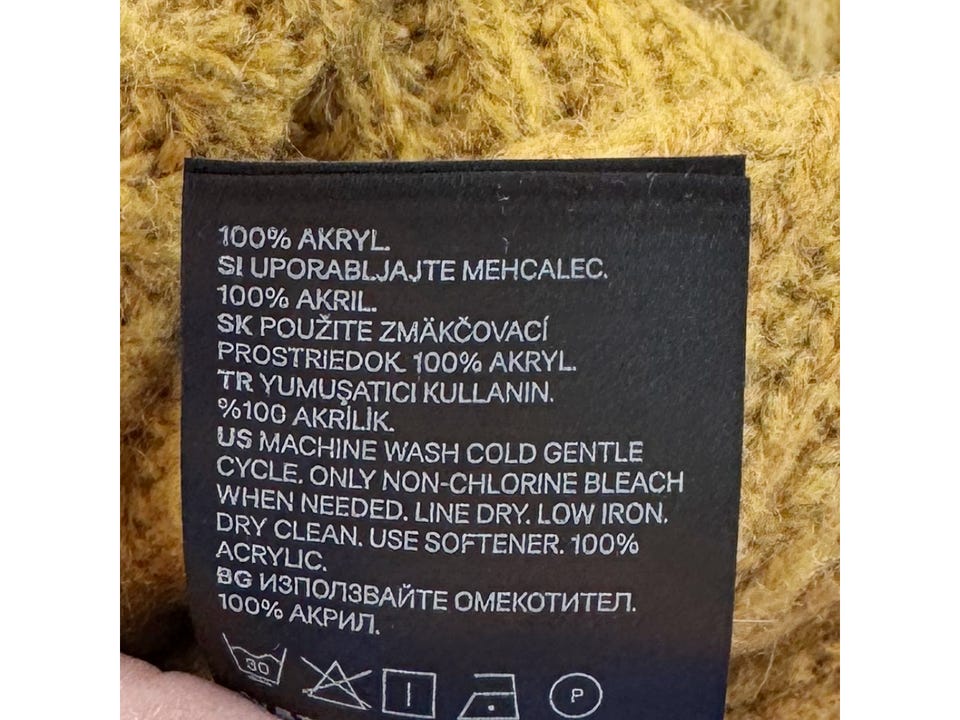 100% AKRYL.
SI UPORABLJAJTE MEHCALEC.
100% AKRIL.
SK POUŽITE ZMÄKČOVACÍ
PROSTRIEDOK. 100% AKRYL.
TR YUMUŞATICI KULLANIN.
%100 AKRİLİK.
US MACHINE WASH COLD GENTLE
CYCLE. ONLY NON-CHLORINE BLEACH
WHEN NEEDED. LINE DRY. LOW IRON.
DRY CLEAN. USE SOFTENER. 100%
ACRYLIC.
BG ИЗПОЛЗВАЙТЕ ОМЕКОТИТЕЛ.
100% АКРИЛ.
30 P